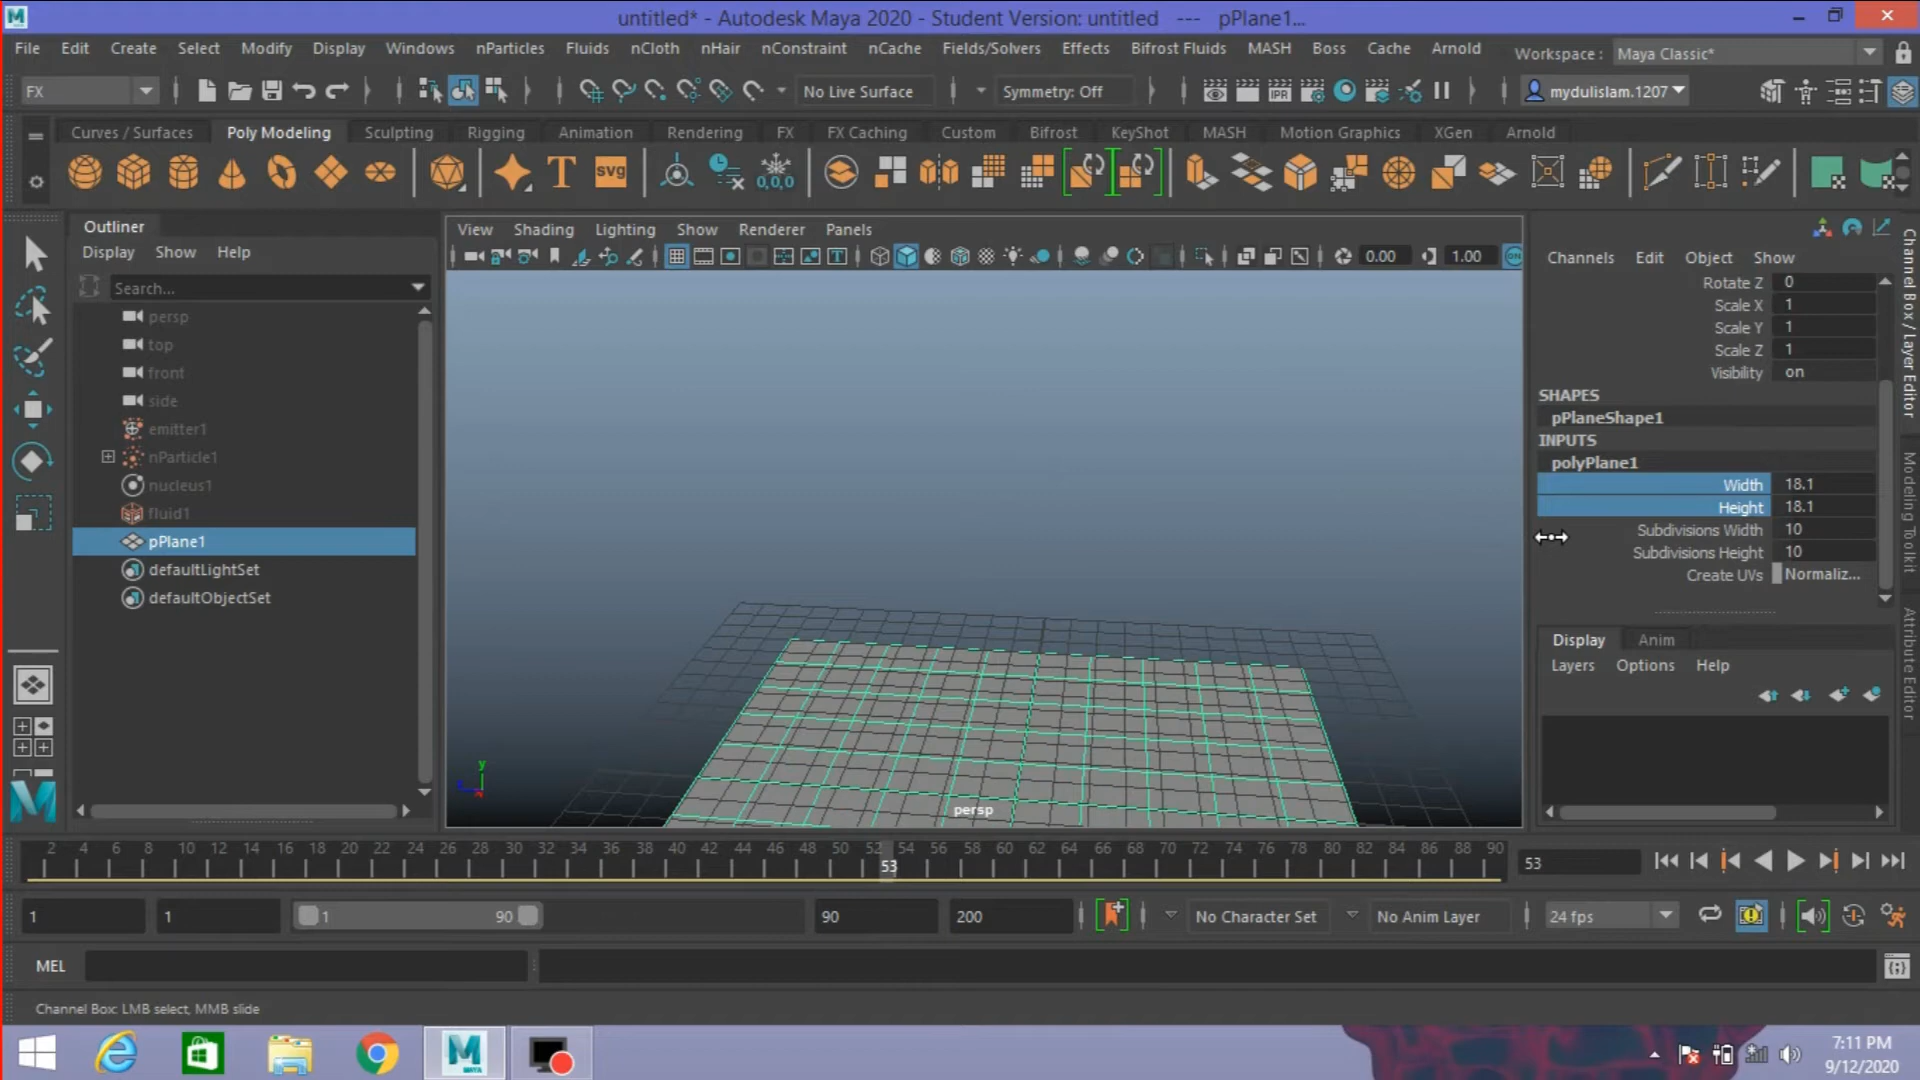 untitled* - Autodesk Maya 2020 - Student Version: untitled --- pPlane1...
File Edit Create Select Modify Display Windows nParticles Fluids nCloth nHair nConstraint nCache Fields/Solvers Effects Bifrost Fluids MASH Boss Cache Arnold Workspace : Maya Classic*
FX No Live Surface Symmetry: Off IPR mydulislam.1207
Curves / Surfaces Poly Modeling Sculpting Rigging Animation Rendering FX FX Caching Custom Bifrost KeyShot MASH Motion Graphics XGen Arnold
T SVG 0,0,0
Outliner
Display Show Help
Search...
persp
top
front
side
emitter1
nParticle1
nucleus1
fluid1
pPlane1
defaultLightSet
defaultObjectSet
View Shading Lighting Show Renderer Panels
0.00 1.00 ON
y
persp
Channels Edit Object Show
Rotate Z 0
Scale X 1
Scale Y 1
Scale Z 1
Visibility on
SHAPES
pPlaneShape1
INPUTS
polyPlane1
Width 18.1
Height 18.1
Subdivisions Width 10
Subdivisions Height 10
Create UVs Normaliz...
Display Anim
Layers Options Help
Channel Box / Layer Editor
Modeling Toolkit
Attribute Editor
2 4 6 8 10 12 14 16 18 20 22 24 26 28 30 32 34 36 38 40 42 44 46 48 50 52 54 56 58 60 62 64 66 68 70 72 74 76 78 80 82 84 86 88 90
53
53
1 1 1 90 90 200 No Character Set No Anim Layer 24 fps
MEL
Channel Box: LMB select, MMB slide
MAYA
7:11 PM
9/12/2020